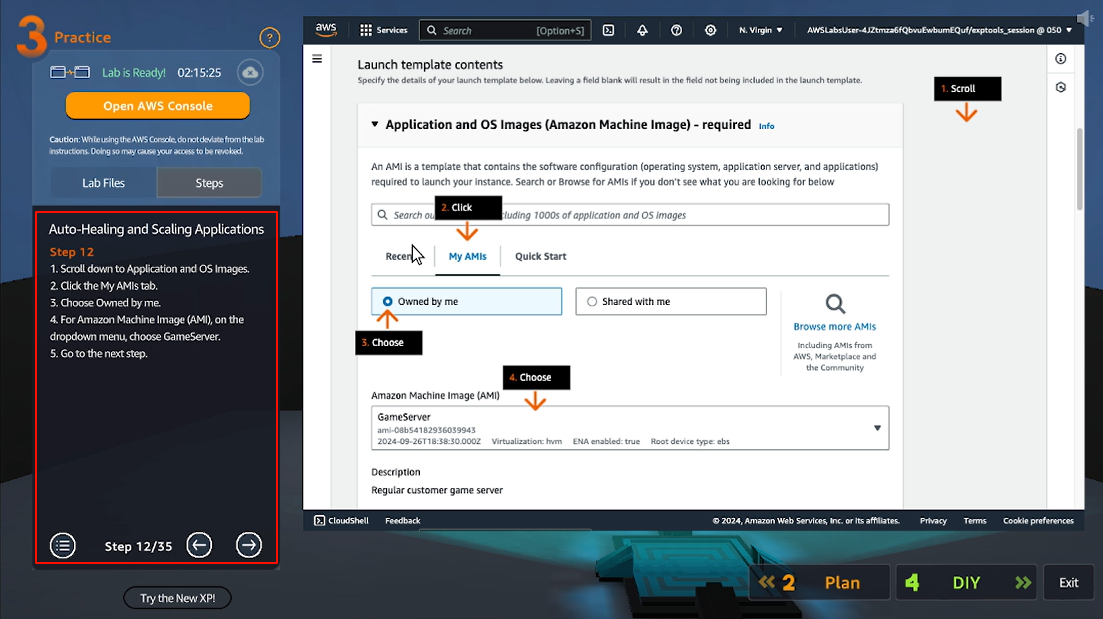 3 Practice
?
Lab is Ready! 02:15:25
Open AWS Console
Caution: While using the AWS Console, do not deviate from the lab
instructions. Doing so may cause your access to be revoked.
Lab Files
Steps
Auto-Healing and Scaling Applications
Step 12
1. Scroll down to Application and OS Images.
2. Click the My AMIs tab.
3. Choose Owned by me.
4. For Amazon Machine Image (AMI), on the
dropdown menu, choose GameServer.
5. Go to the next step.
Step 12/35
Try the New XP!
aws
Services
Search
[Option+S]
N. Virgin
AWSLabsUser-4JZtmza6fQbvuEwbumEQuf/exptools_session @ 050
Launch template contents
Specify the details of your launch template below. Leaving a field blank will result in the field not being included in the launch template.
1. Scroll
Application and OS Images (Amazon Machine Image) - required Info
An AMI is a template that contains the software configuration (operating system, application server, and applications)
required to launch your instance. Search or Browse for AMIs if you don't see what you are looking for below
2. Click
Search ou cluding 1000s of application and OS images
Recen
My AMIs
Quick Start
Owned by me
Shared with me
3. Choose
Browse more AMIs
Including AMIs from
AWS, Marketplace and
the Community
4. Choose
Amazon Machine Image (AMI)
GameServer
ami-08b54182936039943
2024-09-26T18:38:30.000Z Virtualization: hvm ENA enabled: true Root device type: ebs
Description
Regular customer game server
CloudShell Feedback
© 2024, Amazon Web Services, Inc. or its affiliates. Privacy Terms Cookie preferences
2 Plan
4 DIY
Exit